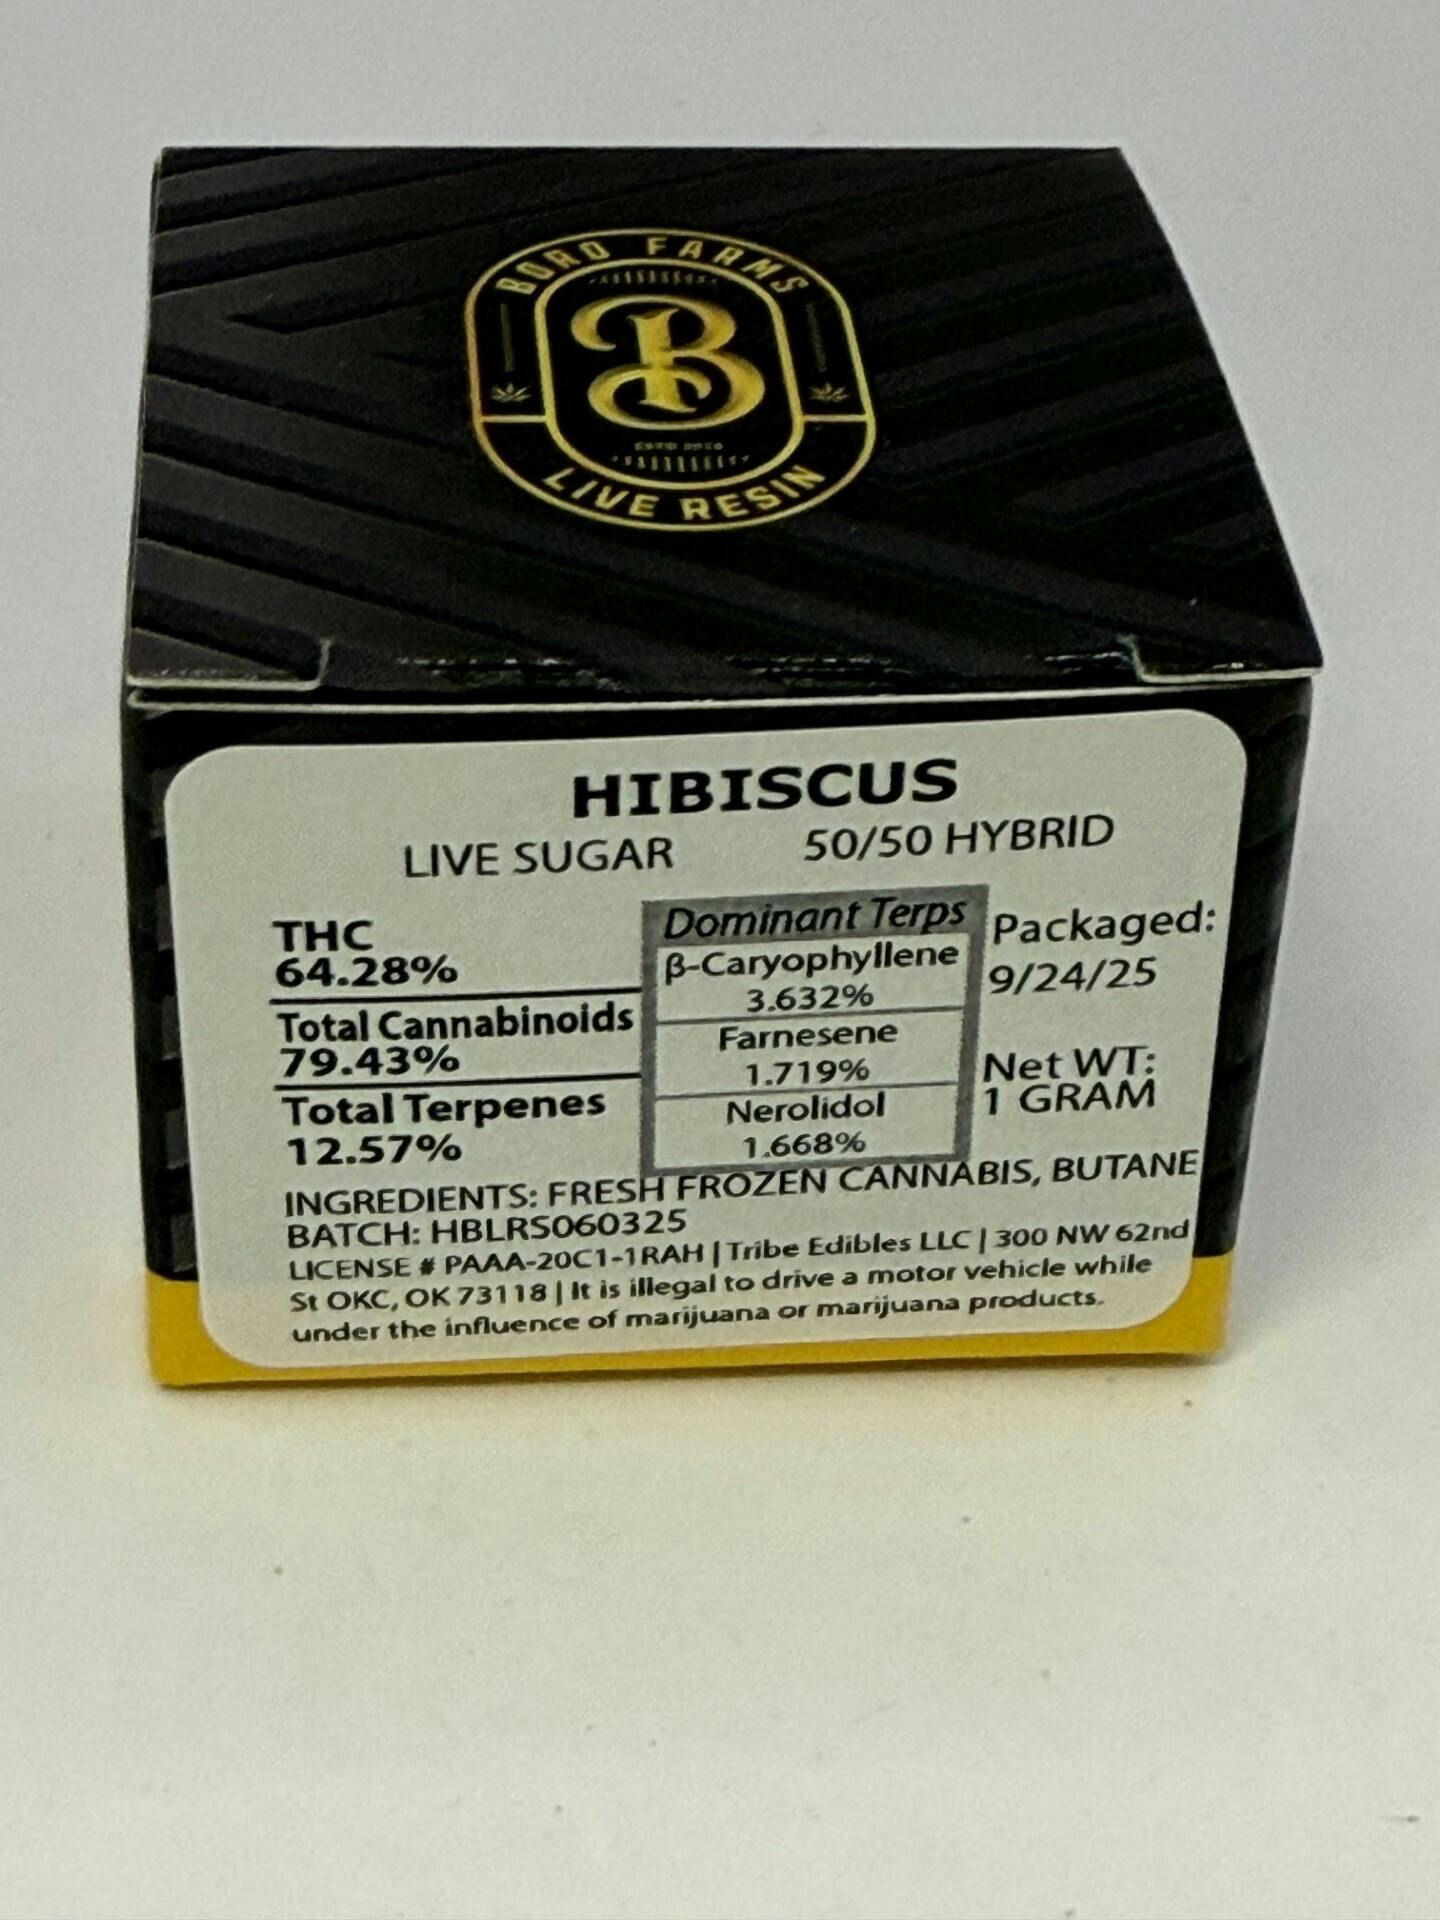 BORO FARMS
B
LIVE RESIN
HIBISCUS
LIVE SUGAR 50/50 HYBRID
THC
64.28%
Total Cannabinoids
79.43%
Total Terpenes
12.57%
Dominant Terps
β-Caryophyllene
3.632%
Farnesene
1.719%
Nerolidol
1.668%
Packaged:
9/24/25
Net WT:
1 GRAM
INGREDIENTS: FRESH FROZEN CANNABIS, BUTANE
BATCH: HBLRS060325
LICENSE # PAAA-20C1-1RAH | Tribe Edibles LLC | 300 NW 62nd
St OKC, OK 73118 | It is illegal to drive a motor vehicle while
under the influence of marijuana or marijuana products.